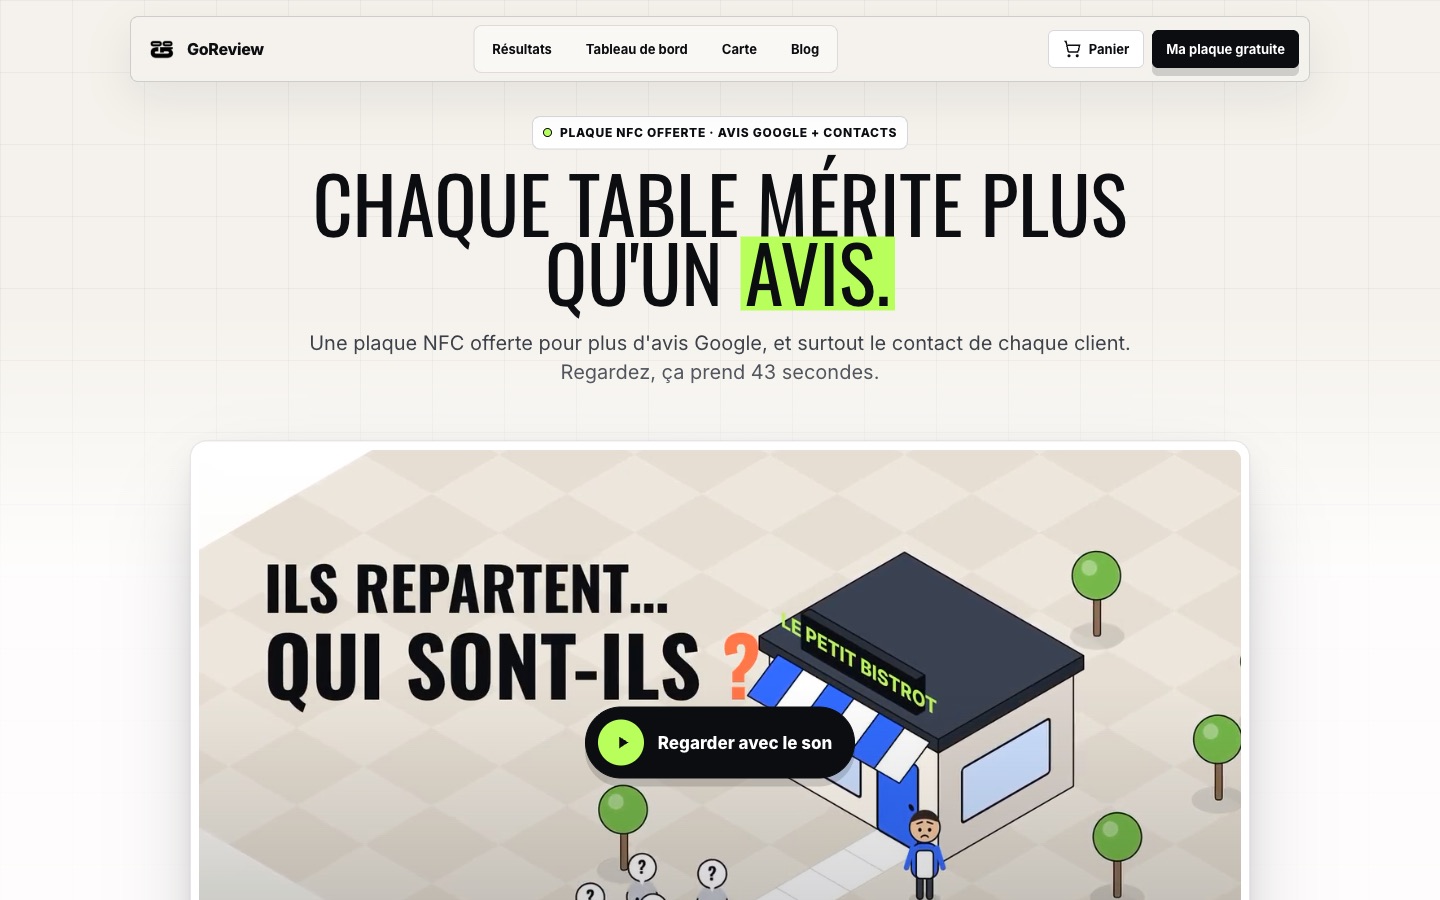 GoReview
Résultats
Tableau de bord
Carte
Blog
Panier
Ma plaque gratuite
PLAQUE NFC OFFERTE · AVIS GOOGLE + CONTACTS
CHAQUE TABLE MÉRITE PLUS
QU'UN AVIS.
Une plaque NFC offerte pour plus d'avis Google, et surtout le contact de chaque client.
Regardez, ça prend 43 secondes.
ILS REPARTENT...
QUI SONT-ILS ?
LE PETIT BISTROT
Regarder avec le son
?
?
?